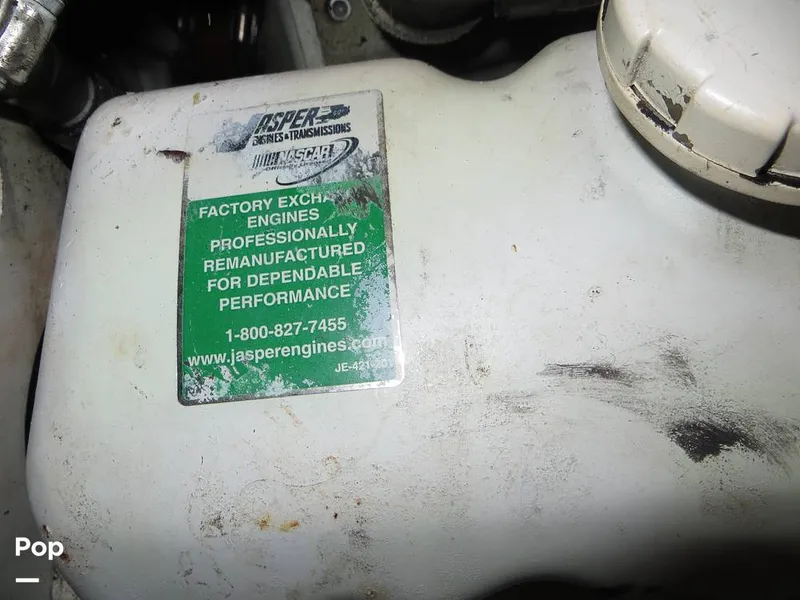 JASPER
ENGINES & TRANSMISSIONS
NASCAR
FACTORY
ENGINES
PROFESSIONALLY
REMANUFACTURED
FOR DEPENDABLE
PERFORMANCE
1-800-827-7455
www.jasperengines.com
Pop